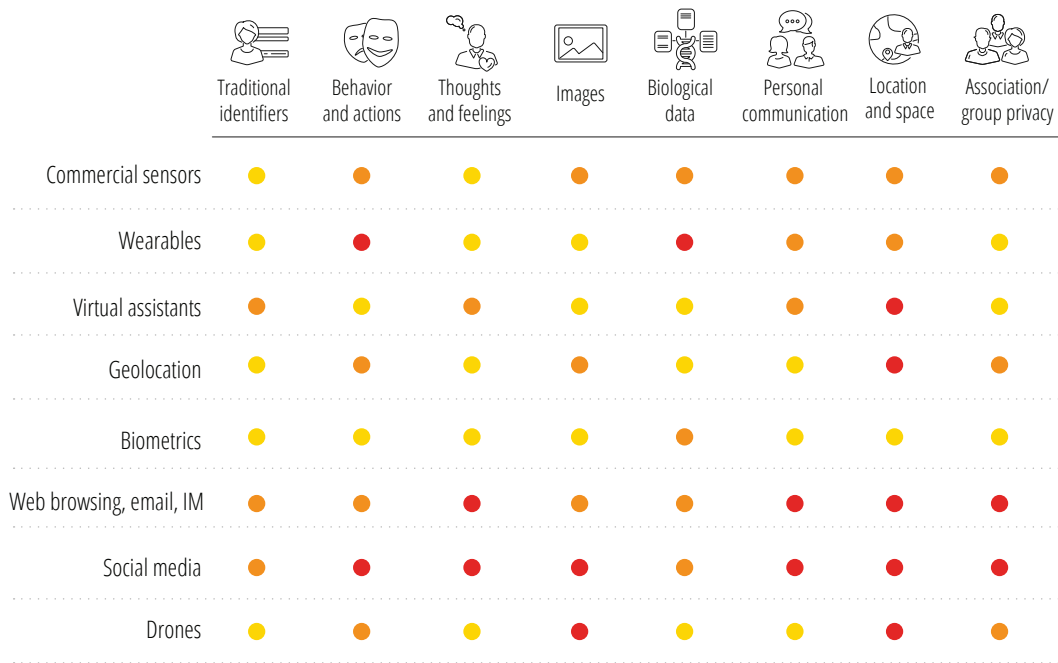 Traditional identifiers
Behavior and actions
Thoughts and feelings
Images
Biological data
Personal communication
Location and space
Association/ group privacy
Commercial sensors
Wearables
Virtual assistants
Geolocation
Biometrics
Web browsing, email, IM
Social media
Drones